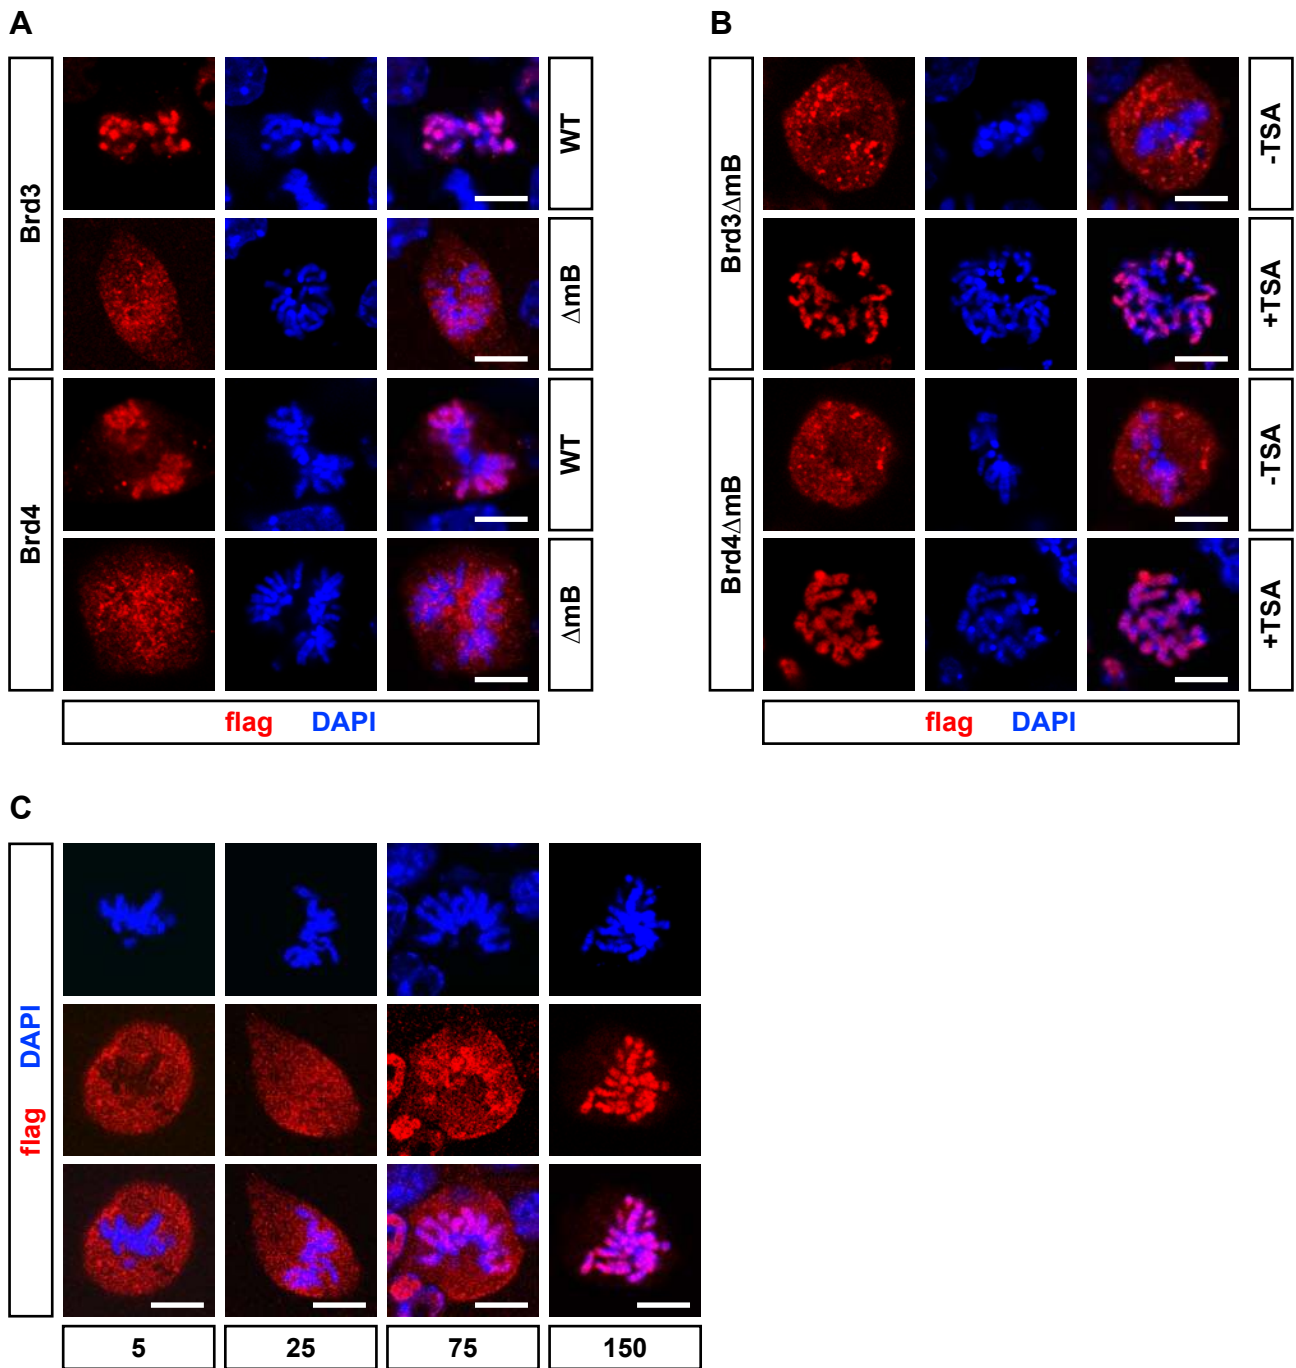 A
Brd3
WT
ΔmB
Brd4
WT
ΔmB
flag DAPI
B
Brd3ΔmB
-TSA
+TSA
Brd4ΔmB
-TSA
+TSA
flag DAPI
C
flag DAPI
5 25 75 150